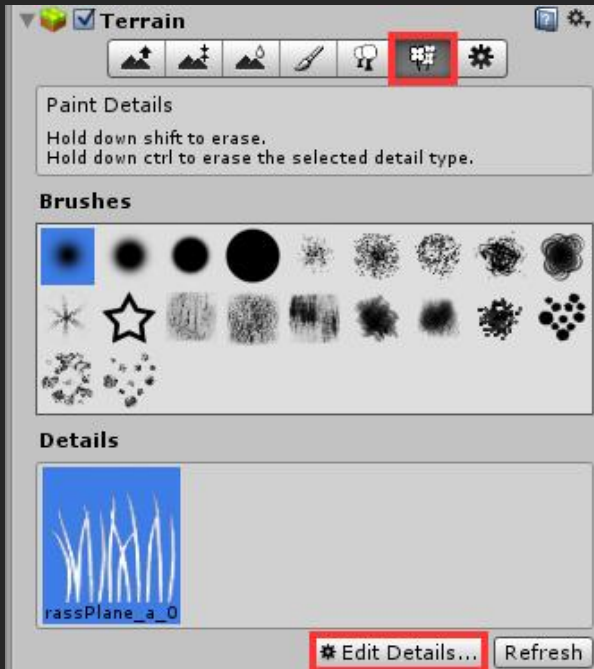 Terrain
Paint Details
Hold down shift to erase.
Hold down ctrl to erase the selected detail type.
Brushes
Details
rassPlane_a_0
Edit Details...
Refresh